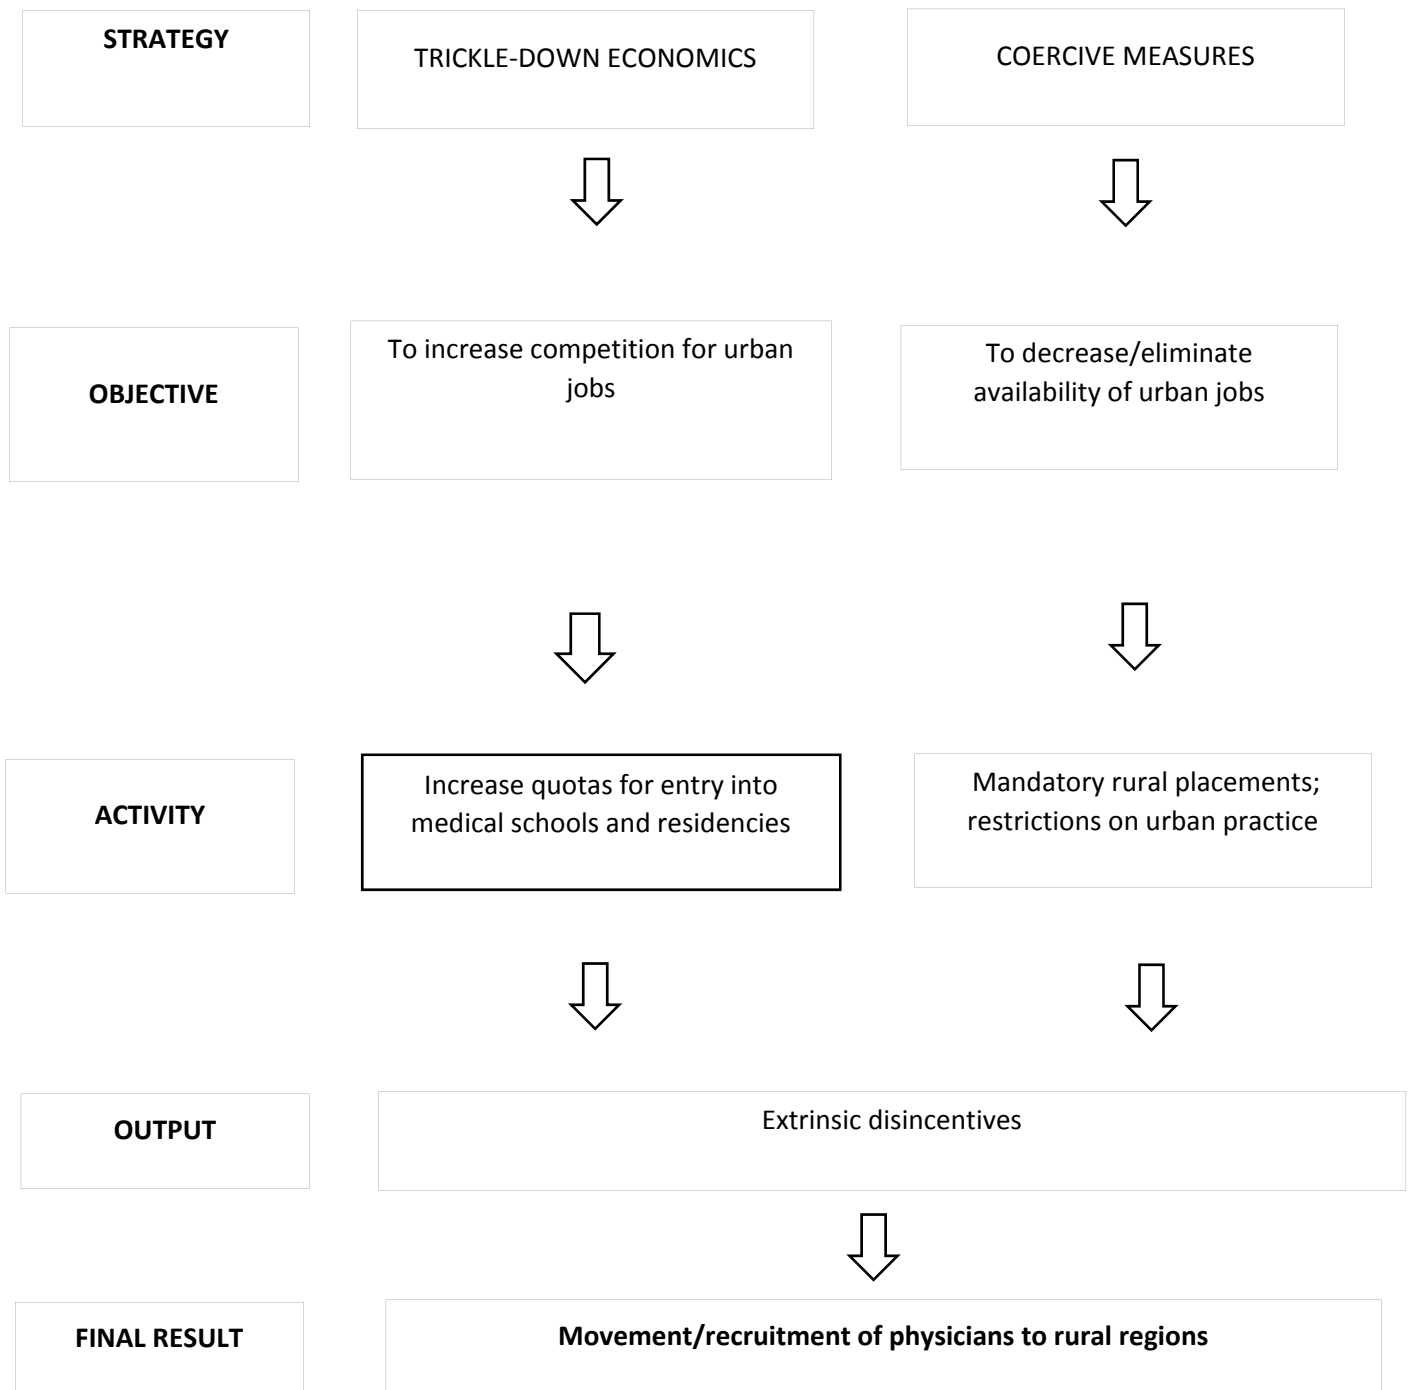 STRATEGY
TRICKLE-DOWN ECONOMICS
COERCIVE MEASURES
OBJECTIVE
To increase competition for urban
jobs
To decrease/eliminate
availability of urban jobs
ACTIVITY
Increase quotas for entry into
medical schools and residencies
Mandatory rural placements;
restrictions on urban practice
OUTPUT
Extrinsic disincentives
FINAL RESULT
Movement/recruitment of physicians to rural regions